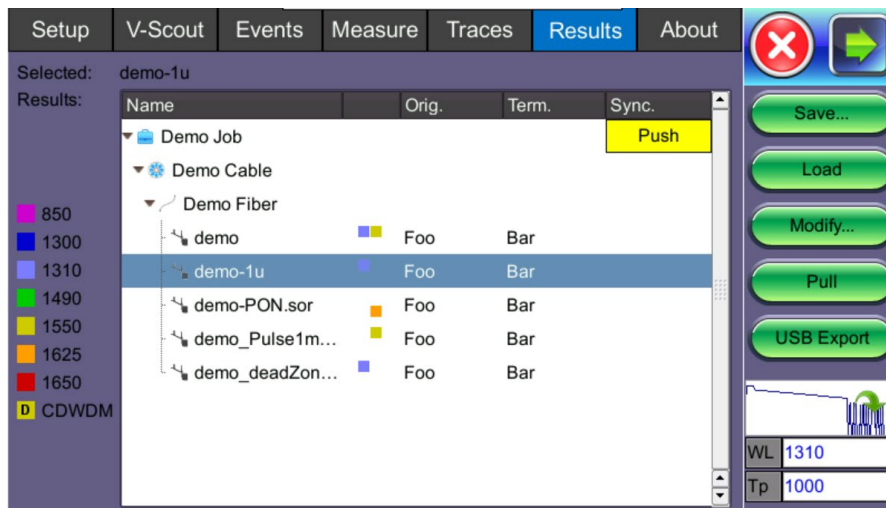 Setup V-Scout Events Measure Traces Results About
Selected: demo-1u
Results:
Name Orig. Term. Sync.
Demo Job Push
Demo Cable
Demo Fiber
demo Foo Bar
demo-1u Foo Bar
demo-PON.sor Foo Bar
demo_Pulse1m... Foo Bar
demo_deadZon... Foo Bar
850
1300
1310
1490
1550
1625
1650
D CDWDM
Save...
Load
Modify...
Pull
USB Export
WL 1310
Tp 1000